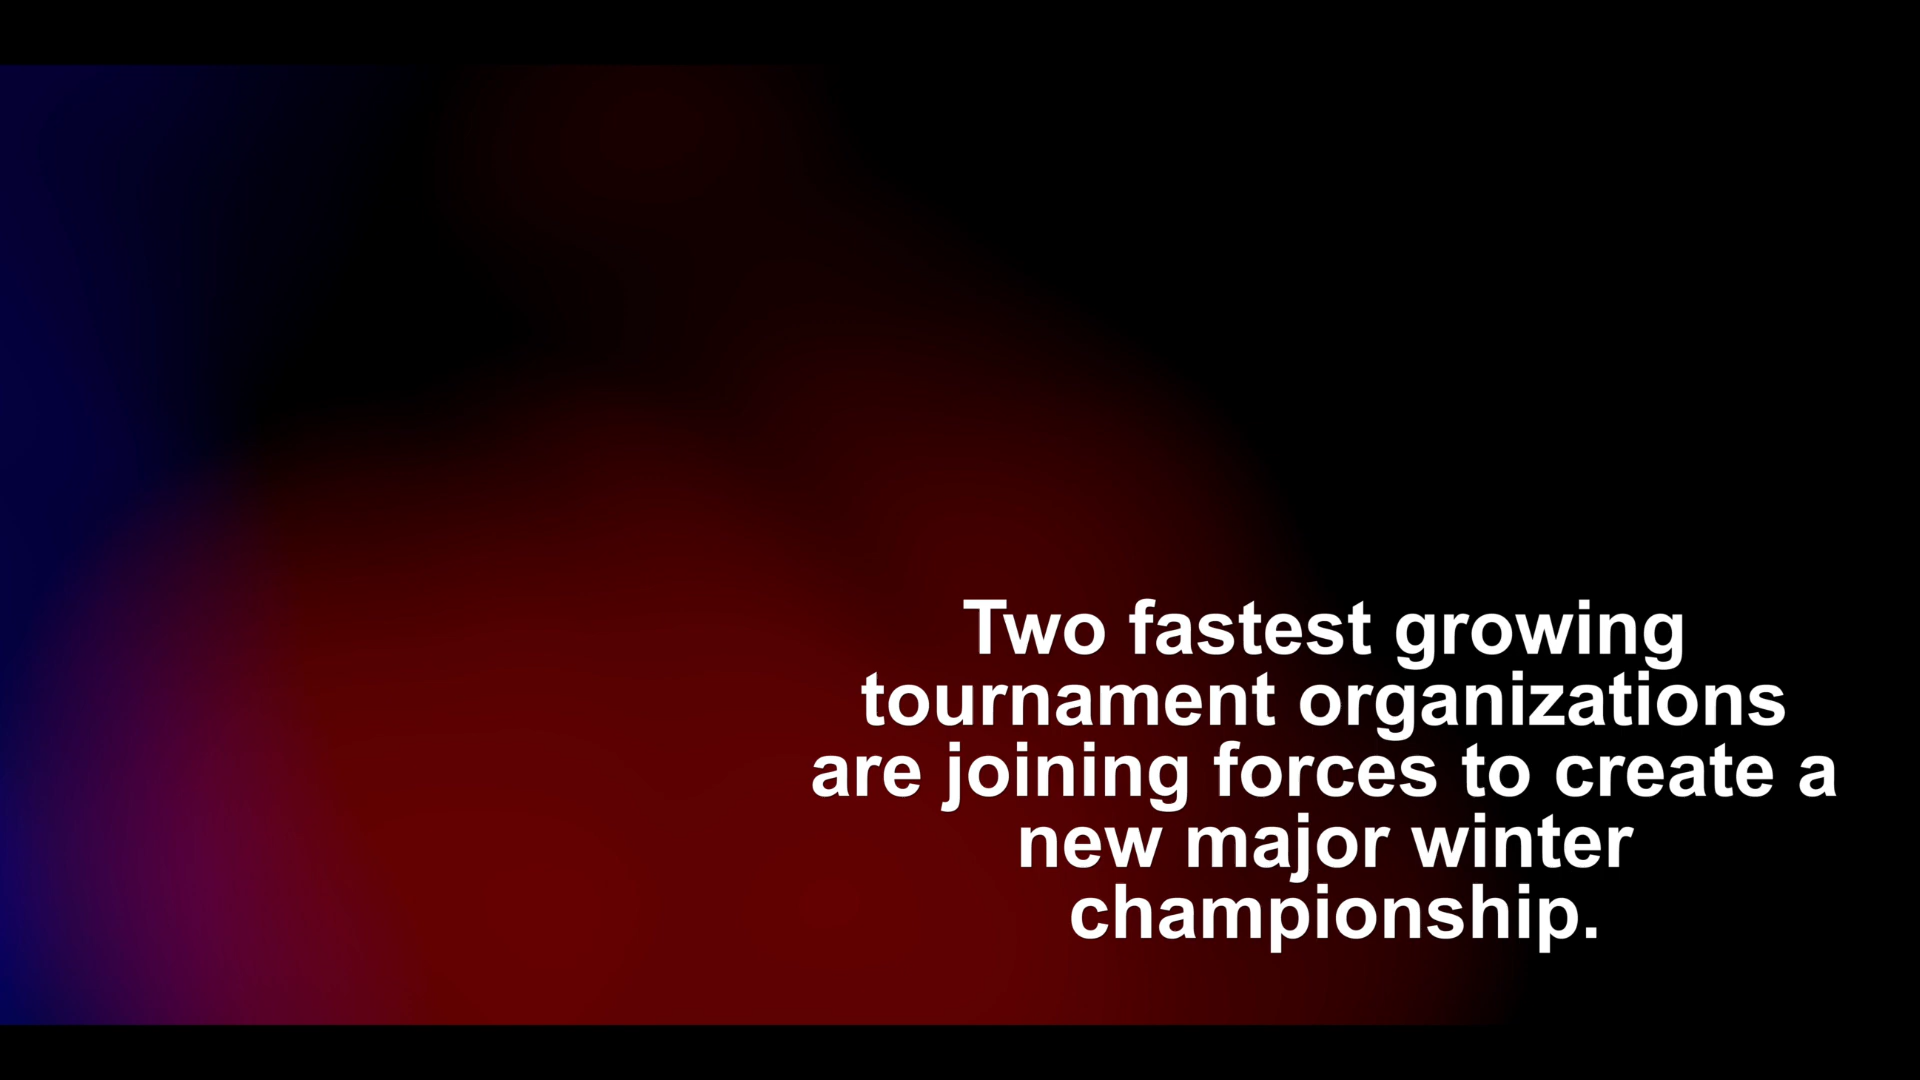 Two fastest growing
tournament organizations
are joining forces to create a
new major winter
championship.